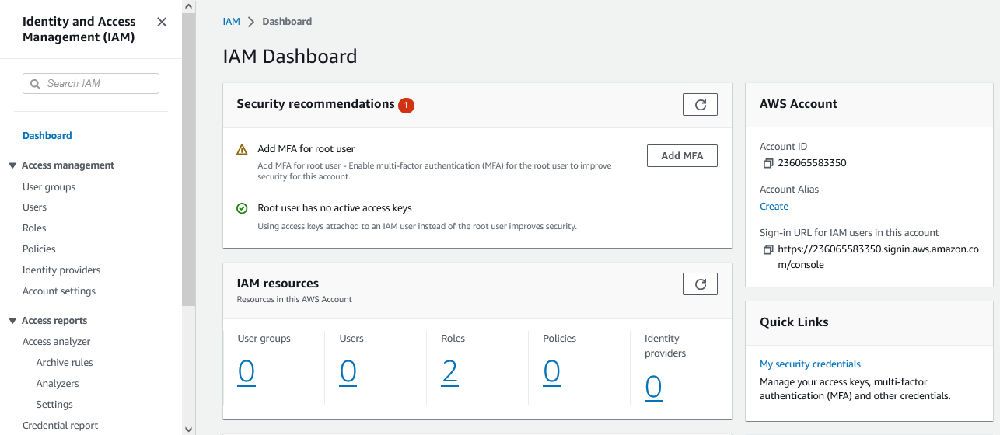 Identity and Access
Management (IAM)
Search IAM
Dashboard
Access management
User groups
Users
Roles
Policies
Identity providers
Account settings
Access reports
Access analyzer
Archive rules
Analyzers
Settings
Credential report
IAM
Dashboard
IAM Dashboard
Security recommendations 1
Add MFA for root user
Add MFA for root user - Enable multi-factor authentication (MFA) for the root user to improve
security for this account.
Add MFA
Root user has no active access keys
Using access keys attached to an IAM user instead of the root user improves security.
IAM resources
Resources in this AWS Account
User groups
0
Users
0
Roles
2
Policies
0
Identity
providers
0
AWS Account
Account ID
236065583350
Account Alias
Create
Sign-in URL for IAM users in this account
https://236065583350.signin.aws.amazon.co
m/console
Quick Links
My security credentials
Manage your access keys, multi-factor
authentication (MFA) and other credentials.